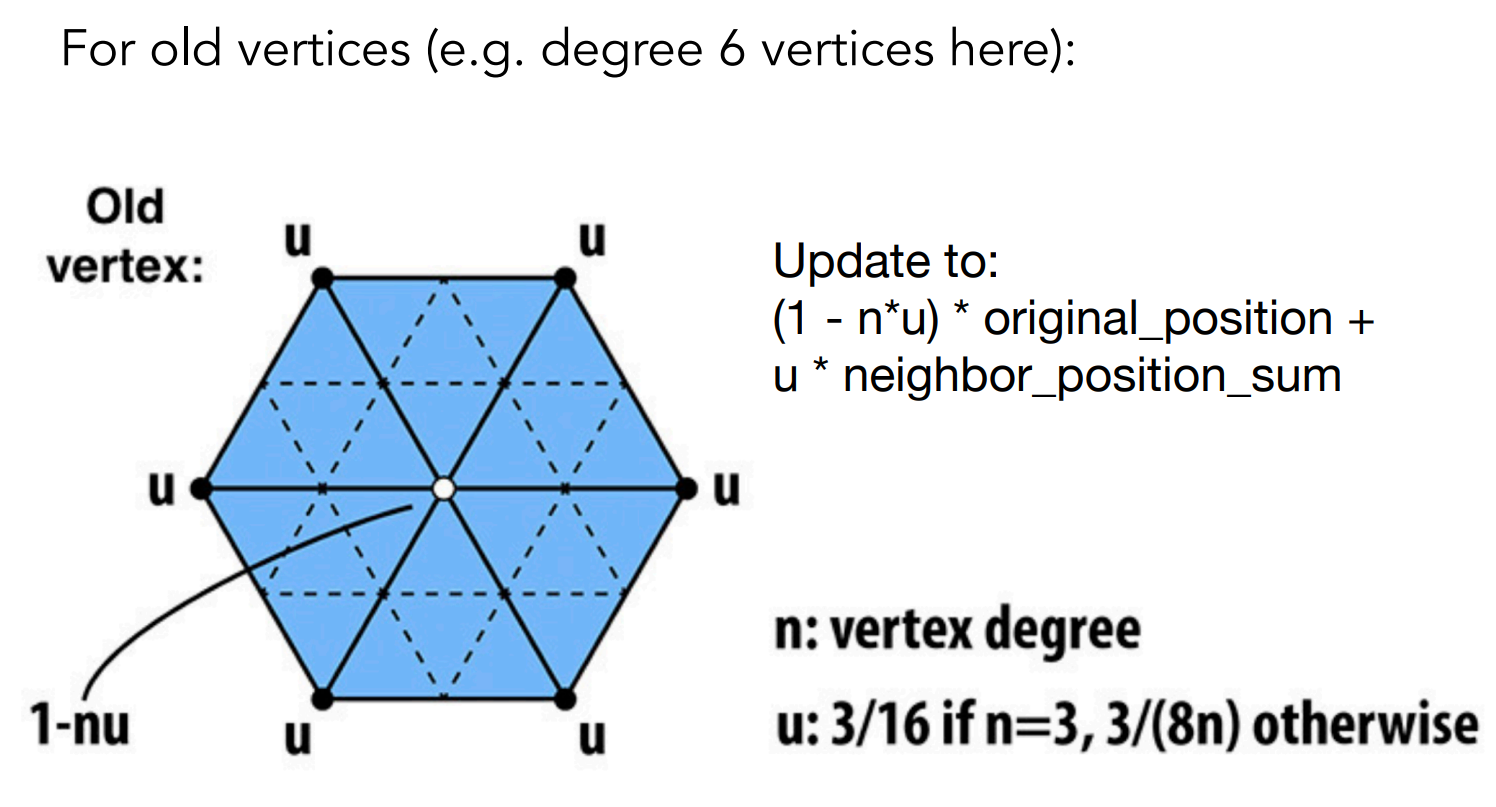 For old vertices (e.g. degree 6 vertices here):
Old
vertex:
u
u
Update to:
(1 - n*u) * original_position +
u * neighbor_position_sum
u
u
n: vertex degree
1-nu
u
u
u: 3/16 if n=3, 3/(8n) otherwise